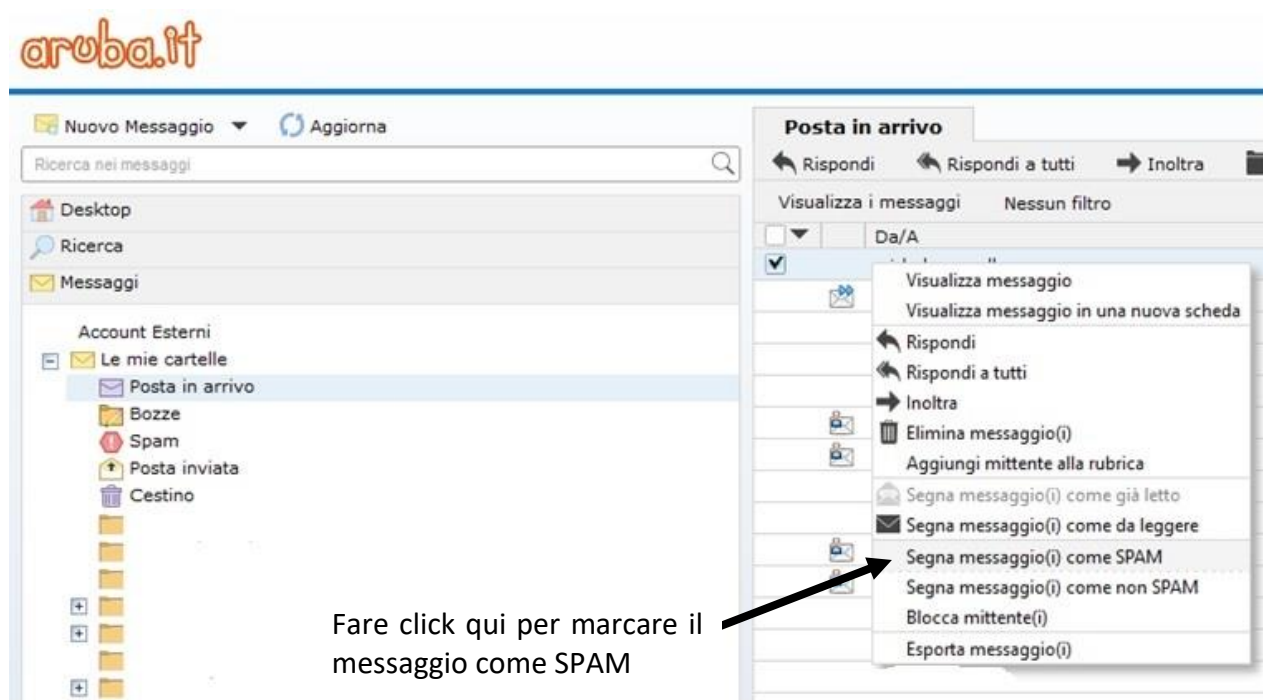 aruba.it
Nuovo Messaggio
Aggiorna
Ricerca nei messaggi
Desktop
Ricerca
Messaggi
Account Esterni
Le mie cartelle
Posta in arrivo
Bozze
Spam
Posta inviata
Cestino
Posta in arrivo
Rispondi Rispondi a tutti Inoltra
Visualizza i messaggi Nessun filtro
Da/A
Visualizza messaggio
Visualizza messaggio in una nuova scheda
Rispondi
Rispondi a tutti
Inoltra
Elimina messaggio(i)
Aggiungi mittente alla rubrica
Segna messaggio(i) come già letto
Segna messaggio(i) come da leggere
Segna messaggio(i) come SPAM
Segna messaggio(i) come non SPAM
Blocca mittente(i)
Esporta messaggio(i)
Fare click qui per marcare il
messaggio come SPAM